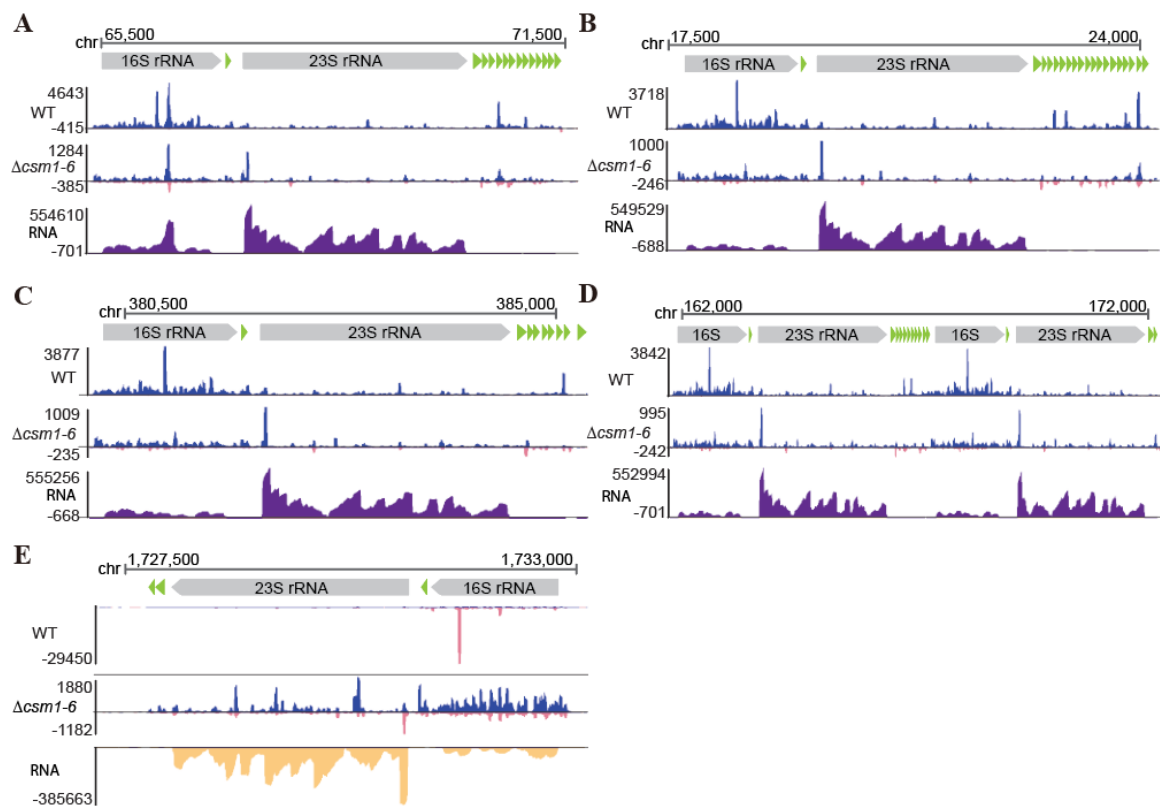 A
65,500
71,500
chr
16S rRNA
23S rRNA
4643
WT
-415
1284
Δcsm1-6
-385
554610
RNA
-701
B
17,500
24,000
chr
16S rRNA
23S rRNA
3718
WT
1000
Δcsm1-6
-246
549529
RNA
-688
C
380,500
385,000
chr
16S rRNA
23S rRNA
3877
WT
1009
Δcsm1-6
-235
555256
RNA
-668
D
162,000
172,000
chr
16S
23S rRNA
16S
23S rRNA
3842
WT
995
Δcsm1-6
-242
552994
RNA
-701
E
1,727,500
1,733,000
chr
23S rRNA
16S rRNA
WT
-29450
1880
Δcsm1-6
-1182
RNA
-385663